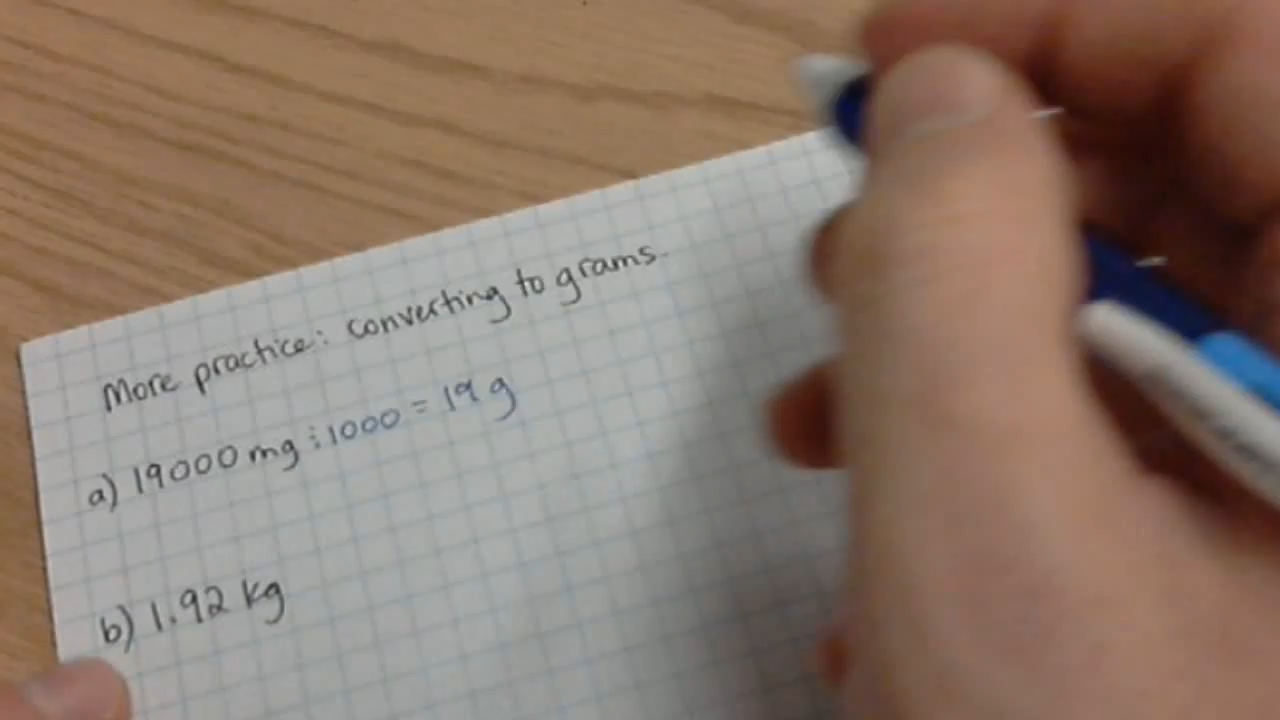 More practice: converting to grams.
a) 19000 mg ÷ 1000 = 19 g
b) 1.92 kg